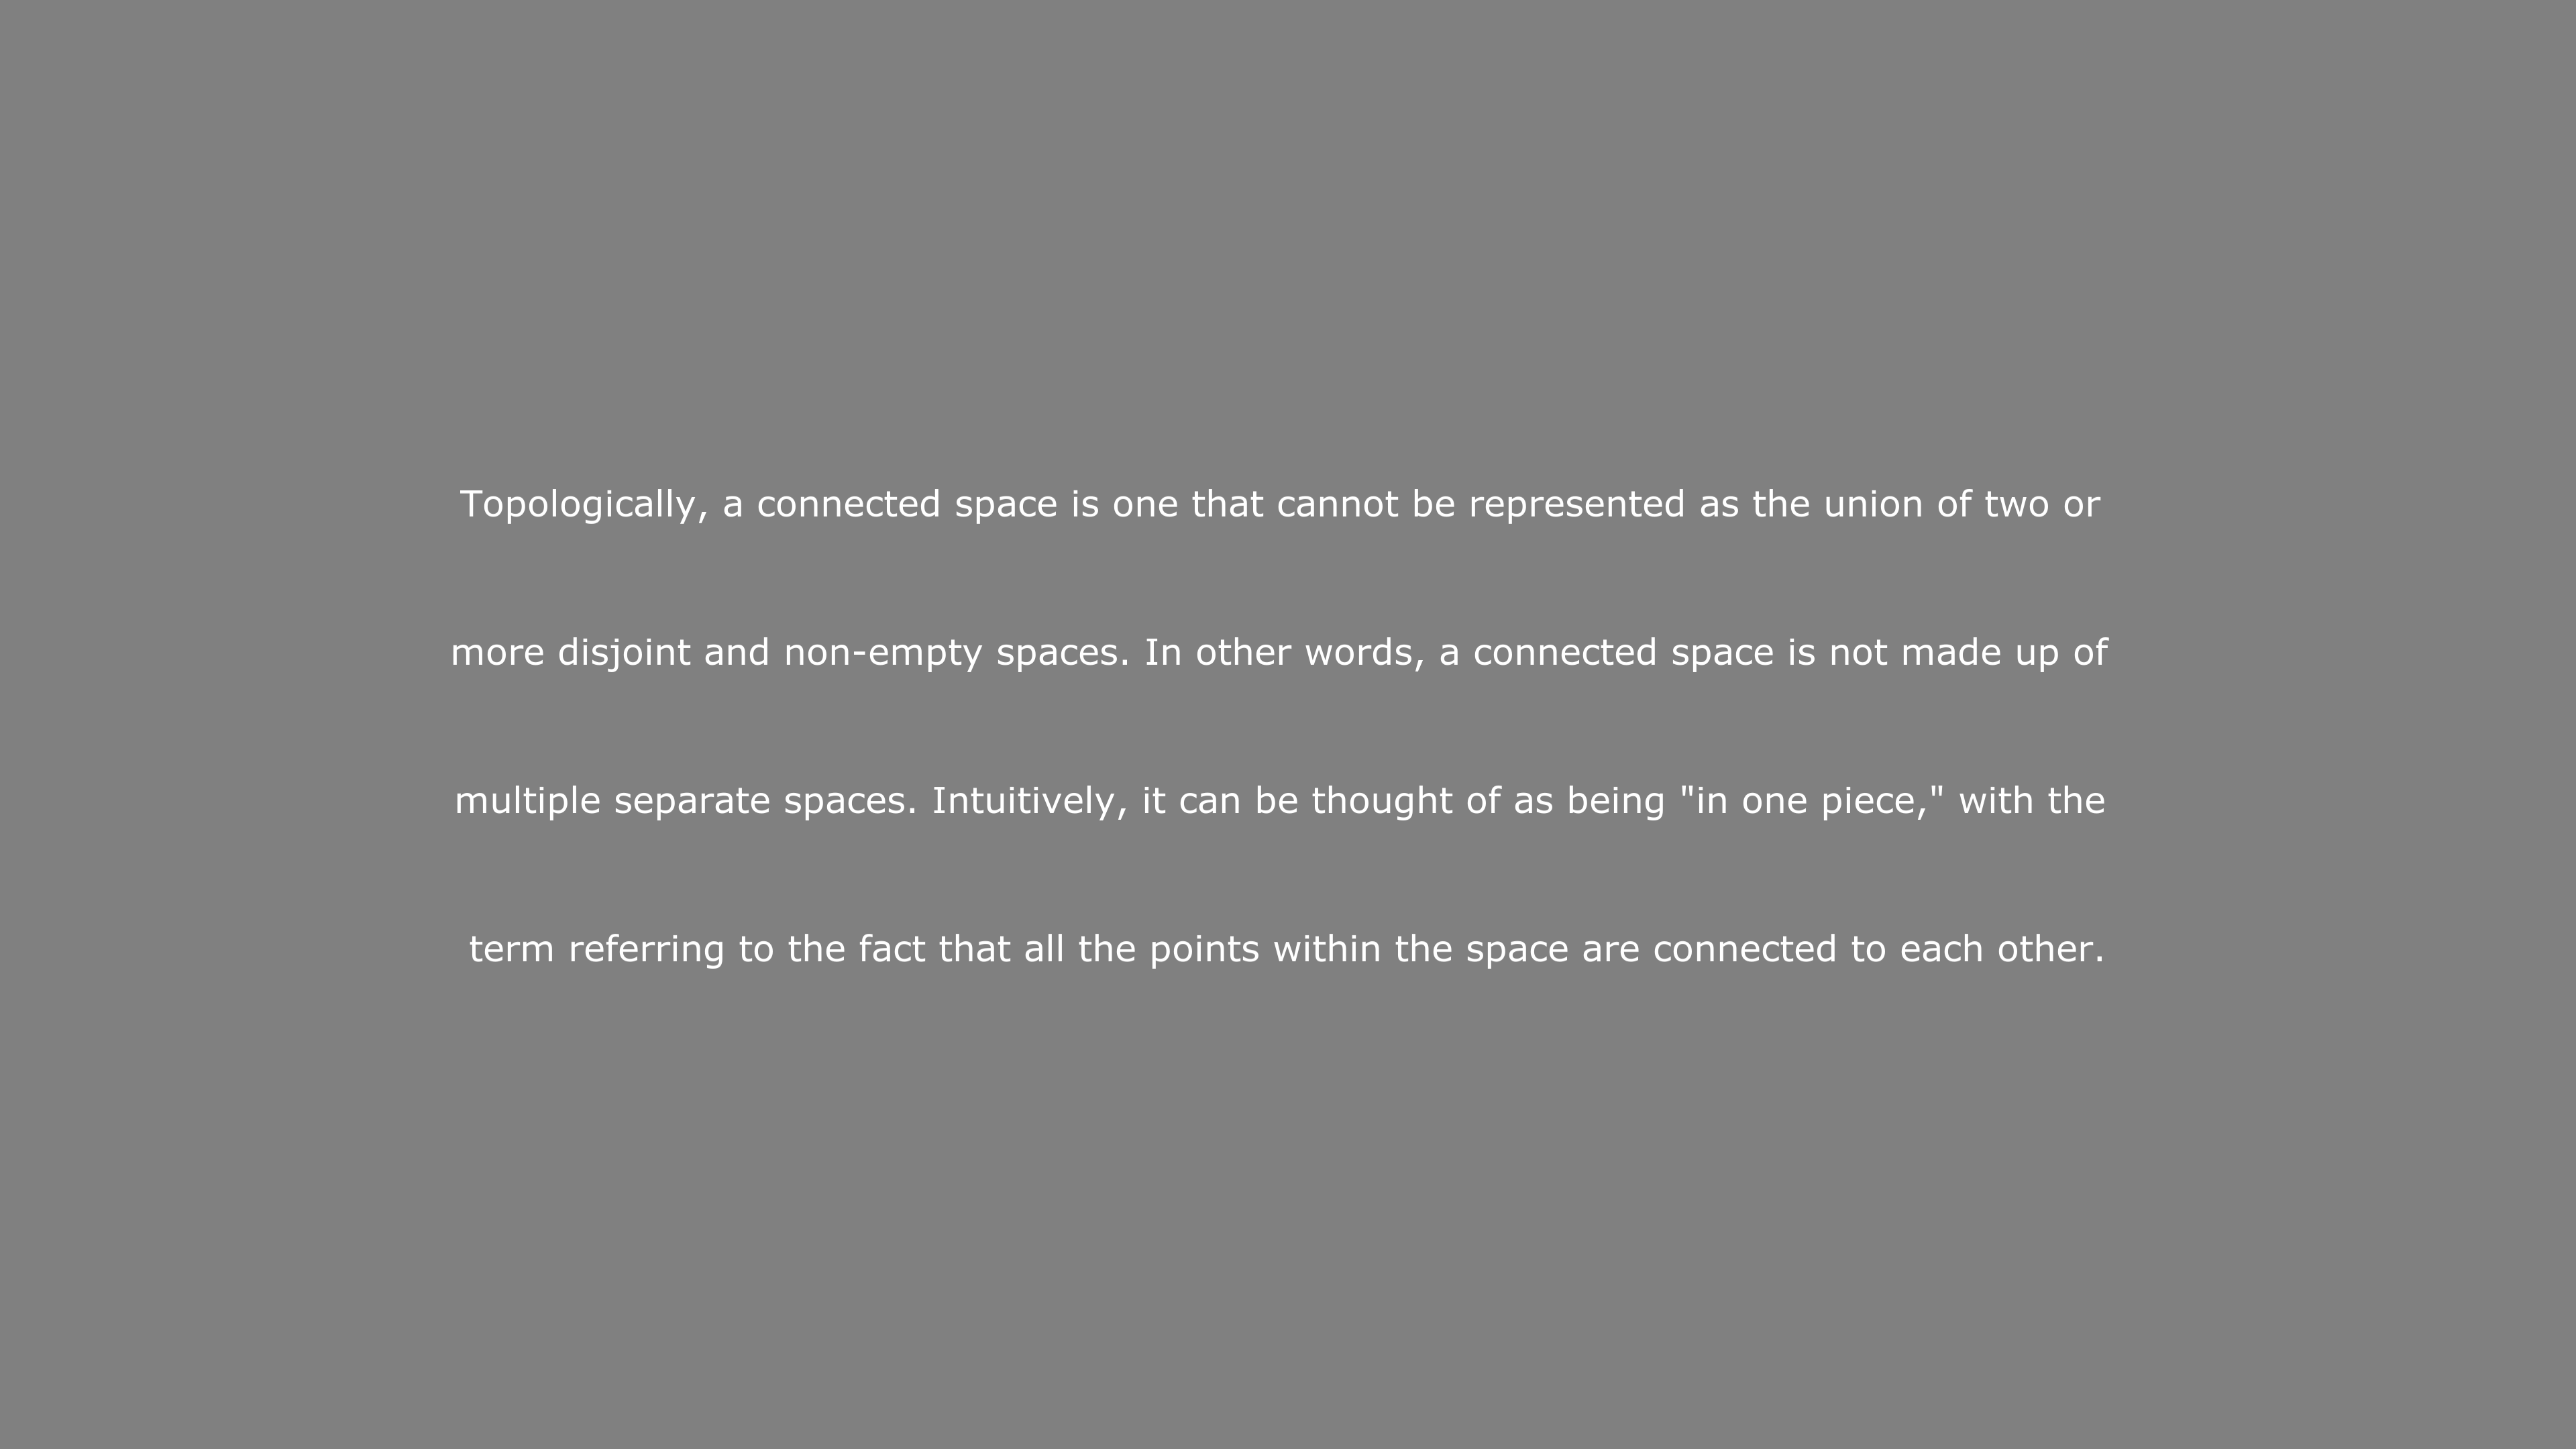 Topologically, a connected space is one that cannot be represented as the union of two or
more disjoint and non-empty spaces. In other words, a connected space is not made up of
multiple separate spaces. Intuitively, it can be thought of as being "in one piece," with the
term referring to the fact that all the points within the space are connected to each other.